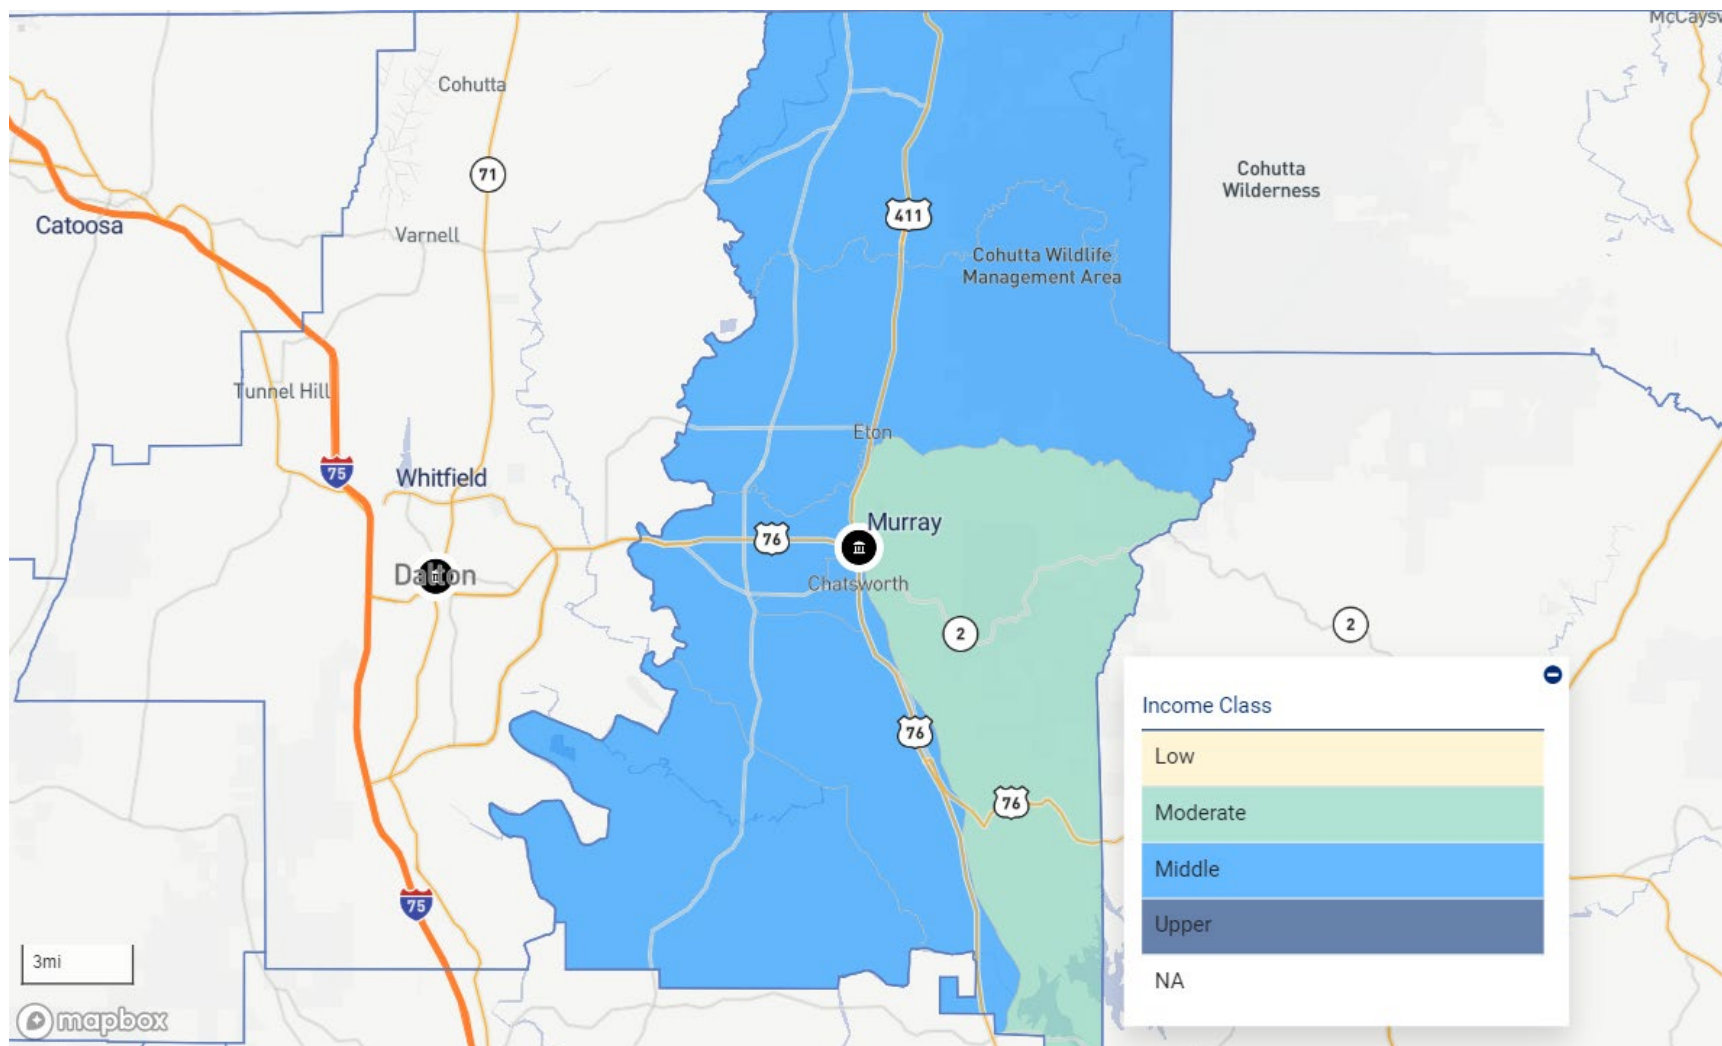 McCaysv
Cohutta
71
Cohutta
Wilderness
411
Catoosa
Varnell
Cohutta Wildlife
Management Area
Tunnel Hill
Eton
75
Whitfield
Murray
76
Dalton
Chatsworth
2
2
Income Class
76
Low
76
Moderate
Middle
75
Upper
3mi
NA
mapbox